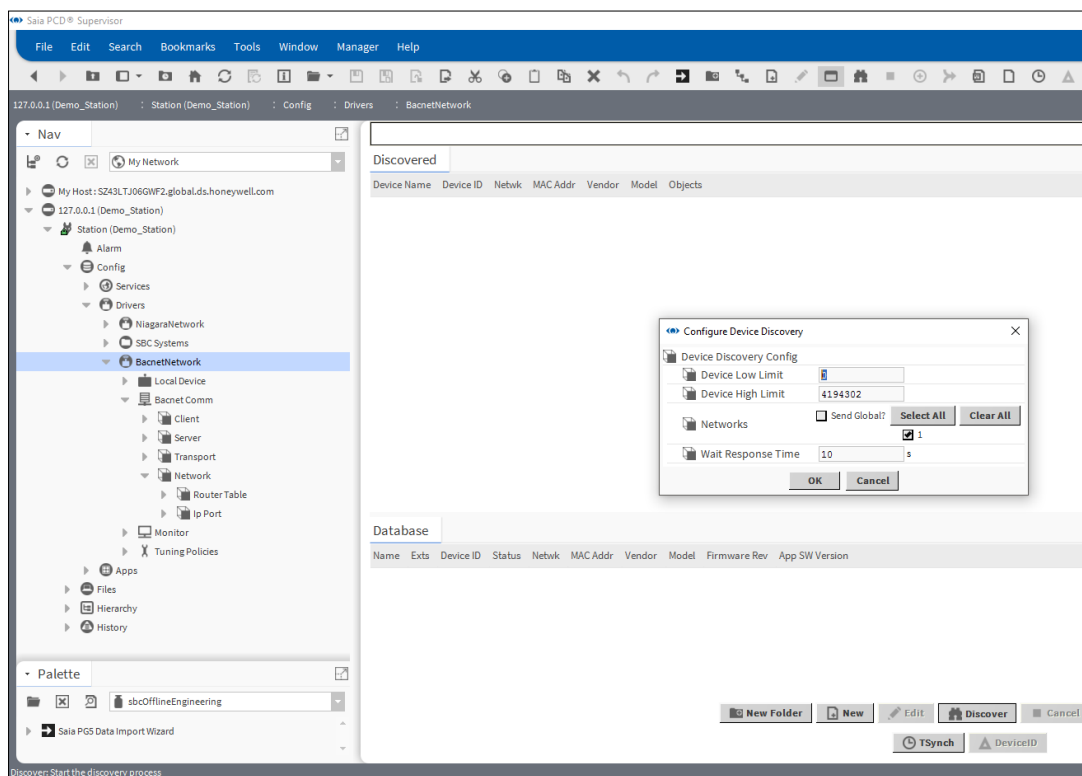 Saia PCD® Supervisor
File Edit Search Bookmarks Tools Window Manager Help
127.0.0.1 (Demo_Station) : Station (Demo_Station) : Config : Drivers : BacnetNetwork
Nav
My Network
My Host : SZ43LTJ06GWF2.global.ds.honeywell.com
127.0.0.1 (Demo_Station)
Station (Demo_Station)
Alarm
Config
Services
Drivers
NiagaraNetwork
SBC Systems
BacnetNetwork
Local Device
Bacnet Comm
Client
Server
Transport
Network
Router Table
Ip Port
Monitor
Tuning Policies
Apps
Files
Hierarchy
History
Palette
sbcOfflineEngineering
Saia PG5 Data Import Wizard
Discovered
Device Name Device ID Netwk MAC Addr Vendor Model Objects
Configure Device Discovery
Device Discovery Config
Device Low Limit 0
Device High Limit 4194302
Networks Send Global? Select All Clear All
1
Wait Response Time 10 s
OK Cancel
Database
Name Exts Device ID Status Netwk MAC Addr Vendor Model Firmware Rev App SW Version
New Folder New Edit Discover Cancel
TSynch DeviceID
Discover: Start the discovery process